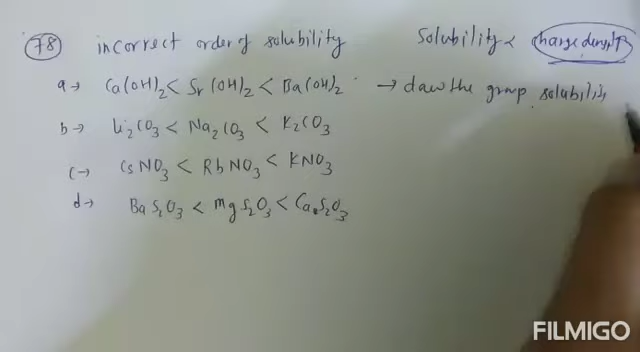 78 incorrect order of solubility solubility < charge density
a → Ca(OH)2 < Sr(OH)2 < Ba(OH)2 → daw the group solubility
b → Li2CO3 < Na2CO3 < K2CO3
c → CsNO3 < RbNO3 < KNO3
d → BaS2O3 < MgS2O3 < CaS2O3
FILMIGO